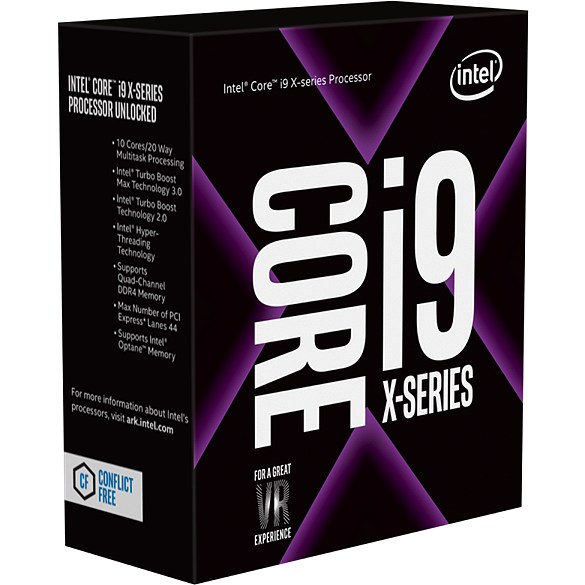 INTEL® CORE™ i9 X-SERIES
PROCESSOR UNLOCKED
• 10 Cores/20 Way
Multitask Processing
• Intel® Turbo Boost
Max Technology 3.0
• Intel® Turbo Boost
Technology 2.0
• Intel® Hyper-
Threading
Technology
• Supports
Quad-Channel
DDR4 Memory
• Max Number of PCI
Express* Lanes 44
• Supports Intel®
Optane™ Memory
For more information about Intel's
processors, visit ark.intel.com
CF
CONFLICT
FREE
Intel® Core™ i9 X-series Processor
intel®
CORE i9
X-SERIES
FOR A GREAT
VR
EXPERIENCE